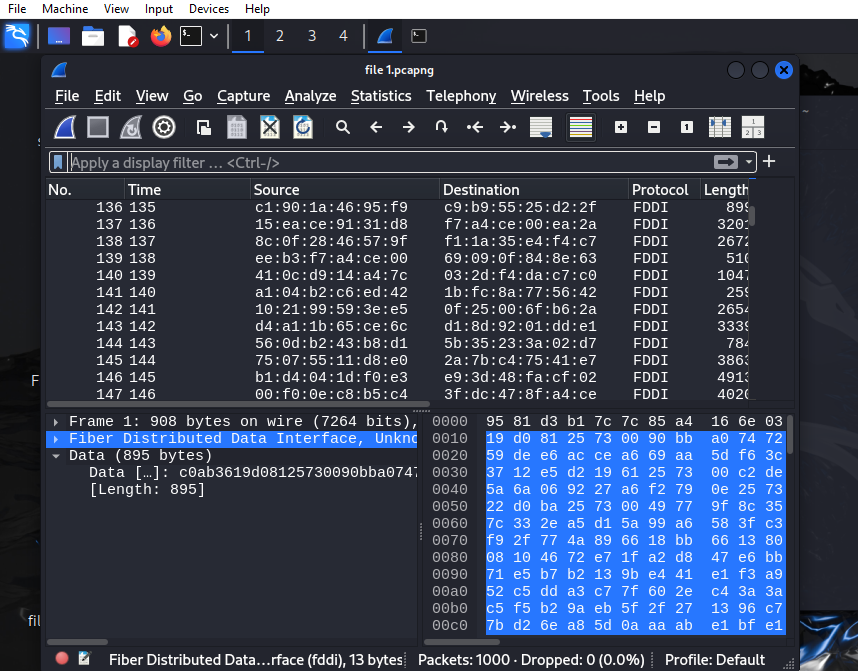 File Machine View Input Devices Help
1 2 3 4
file 1.pcapng
File Edit View Go Capture Analyze Statistics Telephony Wireless Tools Help
Apply a display filter … <Ctrl-/>
No. Time Source Destination Protocol Length
136 135 c1:90:1a:46:95:f9 c9:b9:55:25:d2:2f FDDI 899
137 136 15:ea:ce:91:31:d8 f7:a4:ce:00:ea:2a FDDI 3201
138 137 8c:0f:28:46:57:9f f1:1a:35:e4:f4:c7 FDDI 2672
139 138 ee:b3:f7:a4:ce:00 69:09:0f:84:8e:63 FDDI 510
140 139 41:0c:d9:14:a4:7c 03:2d:f4:da:c7:c0 FDDI 1047
141 140 a1:04:b2:c6:ed:42 1b:fc:8a:77:56:42 FDDI 259
142 141 10:21:99:59:3e:e5 0f:25:00:6f:b6:2a FDDI 2654
143 142 d4:a1:1b:65:ce:6c d1:8d:92:01:dd:e1 FDDI 3339
144 143 56:0d:b2:43:b8:d1 5b:35:23:3a:02:d7 FDDI 784
145 144 75:07:55:11:d8:e0 2a:7b:c4:75:41:e7 FDDI 3863
146 145 b1:d4:04:1d:f0:e3 e9:3d:48:fa:cf:02 FDDI 4913
147 146 00:f0:0e:c8:b5:c4 3f:dc:47:8f:a4:ce FDDI 4020
Frame 1: 908 bytes on wire (7264 bits),
Fiber Distributed Data Interface, Unkno
Data (895 bytes)
Data […]: c0ab3619d08125730090bba0747
[Length: 895]
0000 95 81 d3 b1 7c 7c 85 a4 16 6e 03
0010 19 d0 81 25 73 00 90 bb a0 74 72
0020 59 de e6 ac ce a6 69 aa 5d f6 3c
0030 37 12 e5 d2 19 61 25 73 00 c2 de
0040 5a 6a 06 92 27 a6 f2 79 0e 25 73
0050 22 d0 ba 25 73 00 49 77 9f 8c 35
0060 7c 33 2e a5 d1 5a 99 a6 58 3f c3
0070 f9 2f 77 4a 89 66 18 bb 66 13 80
0080 08 10 46 72 e7 1f a2 d8 47 e6 bb
0090 71 e5 b7 b2 13 9b e4 41 e1 f3 a9
00a0 52 c5 dd a3 c7 7f 60 2e c4 3a 3a
00b0 c5 f5 b2 9a eb 5f 2f 27 13 96 c7
00c0 7b d2 6e a8 5d 0a aa ab e1 bf e1
Fiber Distributed Data…rface (fddi), 13 bytes Packets: 1000 · Dropped: 0 (0.0%) Profile: Default
F
fil